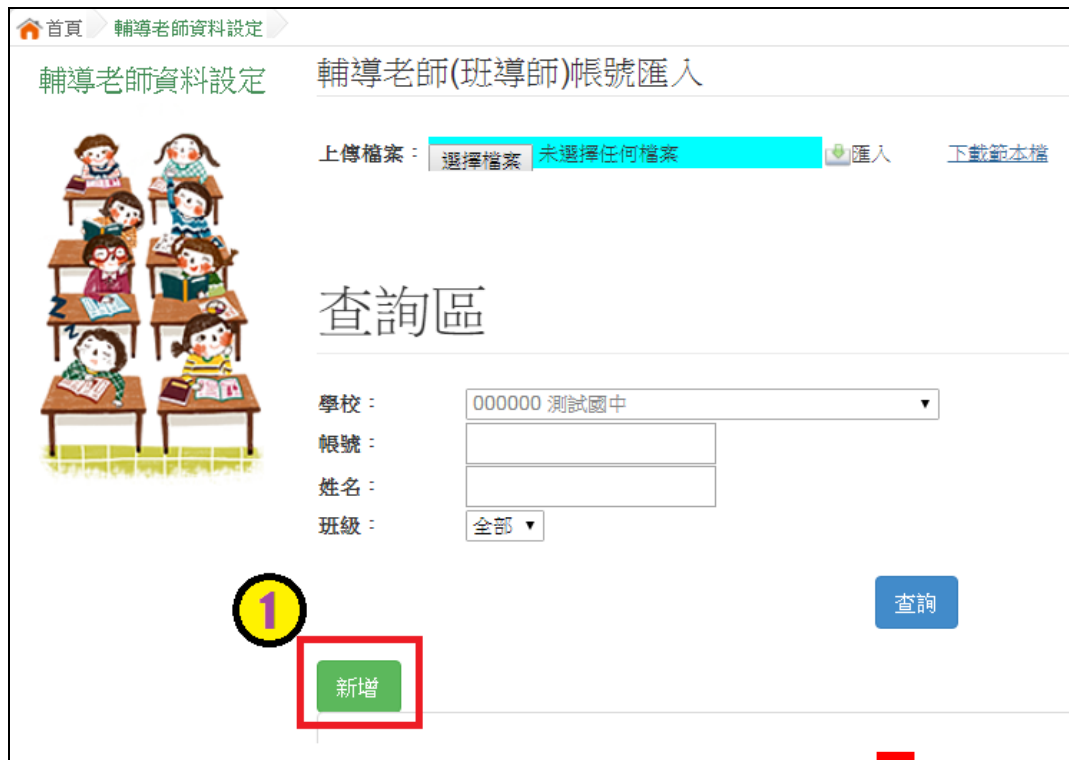 首頁 輔導老師資料設定
輔導老師資料設定
輔導老師(班導師)帳號匯入
上傳檔案： 選擇檔案 未選擇任何檔案 匯入 下載範本檔
Z
Z
Z
查詢區
學校： 000000 測試國中
帳號：
姓名：
班級： 全部
查詢
1
新增